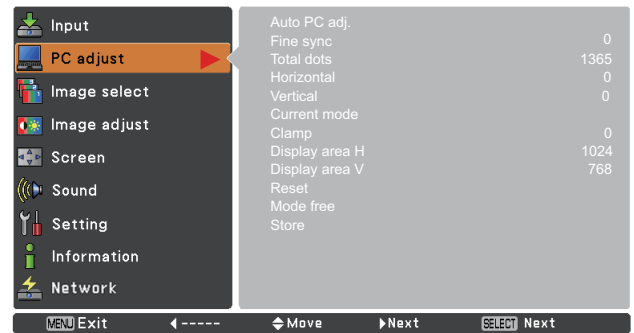 Input
PC adjust
Image select
Image adjust
Screen
Sound
Setting
Information
Network
Auto PC adj.
Fine sync 0
Total dots 1365
Horizontal 0
Vertical 0
Current mode
Clamp 0
Display area H 1024
Display area V 768
Reset
Mode free
Store
MENU Exit ----- Move Next SELECT Next